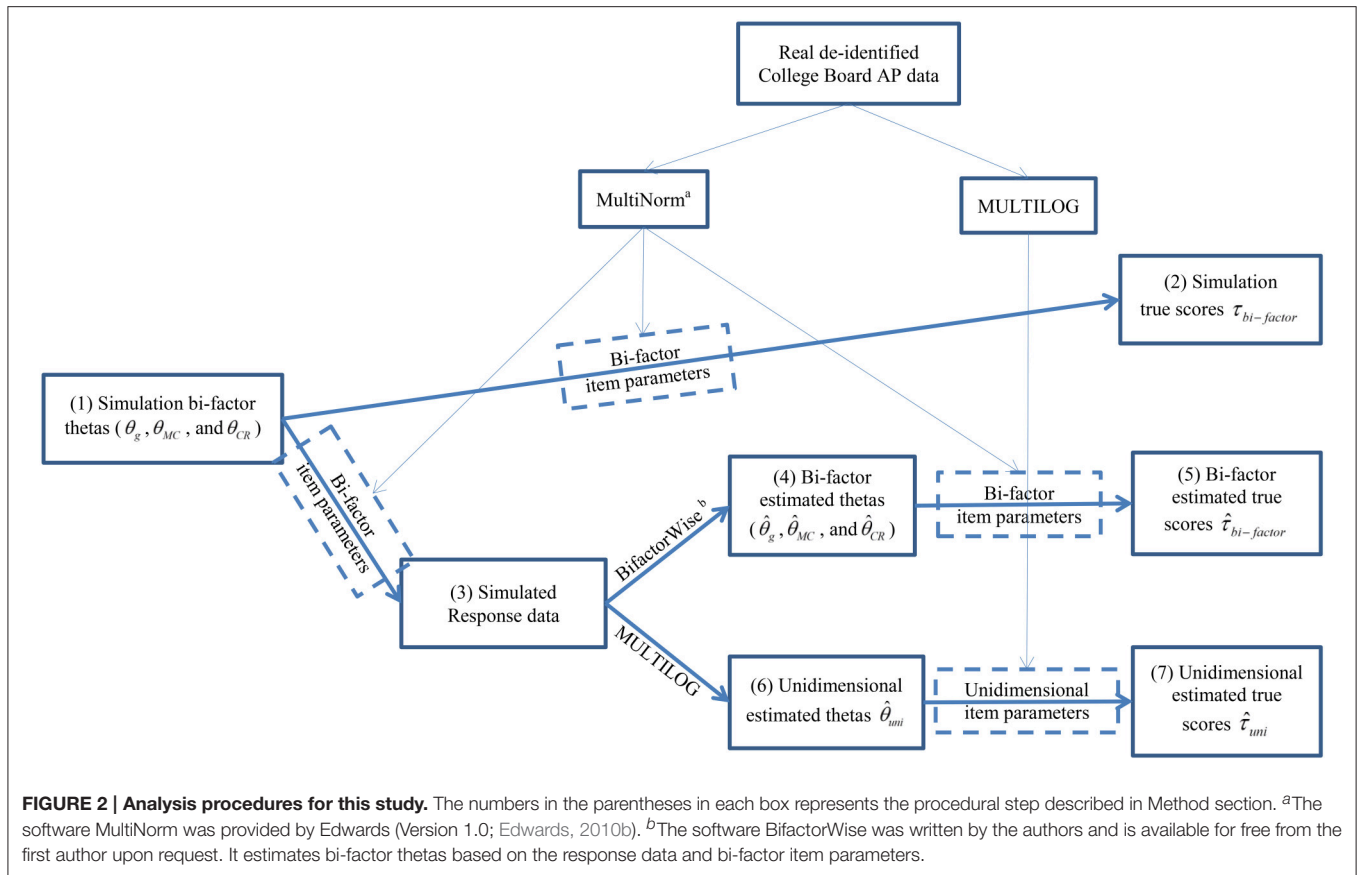 Real de-identified
College Board AP data
MultiNormᵃ
MULTILOG
(2) Simulation
true scores τ_bi−factor
Bi-factor
item parameters
(1) Simulation bi-factor
thetas (θ_g, θ_MC, and θ_CR)
Bi-factor
item parameters
(3) Simulated
Response data
BifactorWiseᵇ
MULTILOG
(4) Bi-factor
estimated thetas
(θ̂_g, θ̂_MC, and θ̂_CR)
Bi-factor
item parameters
(5) Bi-factor
estimated true
scores τ̂_bi−factor
(6) Unidimensional
estimated thetas θ̂_uni
Unidimensional
item parameters
(7) Unidimensional
estimated true
scores τ̂_uni
FIGURE 2 | Analysis procedures for this study. The numbers in the parentheses in each box represents the procedural step described in Method section. ᵃThe
software MultiNorm was provided by Edwards (Version 1.0; Edwards, 2010b). ᵇThe software BifactorWise was written by the authors and is available for free from the
first author upon request. It estimates bi-factor thetas based on the response data and bi-factor item parameters.